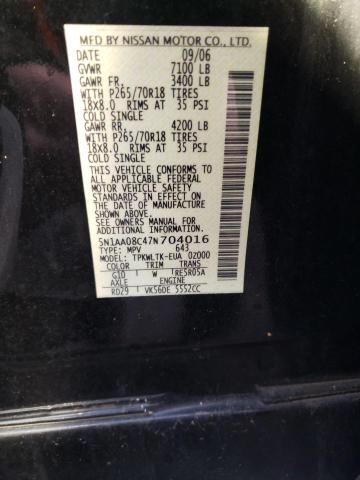 MFD BY NISSAN MOTOR CO., LTD.
DATE 09/06
GVWR 7100 LB
GAWR FR. 3400 LB
WITH P265/70R18 TIRES
18x8.0 RIMS AT 35 PSI
COLD SINGLE
GAWR RR. 4200 LB
WITH P265/70R18 TIRES
18x8.0 RIMS AT 35 PSI
COLD SINGLE
THIS VEHICLE CONFORMS TO
ALL APPLICABLE FEDERAL
MOTOR VEHICLE SAFETY
STANDARDS IN EFFECT ON
THE DATE OF MANUFACTURE
SHOWN ABOVE.
SEE OWNERS MANUAL FOR
ADDITIONAL INFORMATION.
5N1AA08C47N704016
TYPE: MPV 643
MODEL: TPKWLTK-EUA 02000
COLOR TRIM TRANS
G10 W RE5R05A
AXLE ENGINE
RD29 VK56DE 5552CC